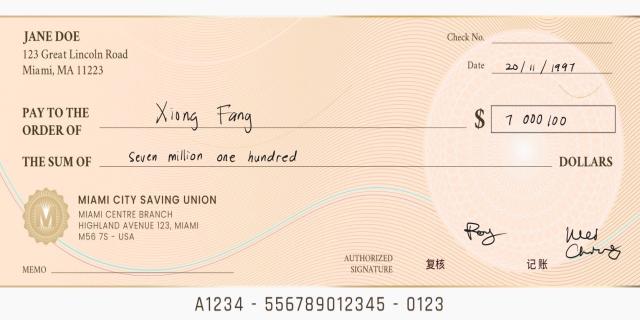 JANE DOE
123 Great Lincoln Road
Miami, MA 11223
Check No.
Date 20/11/1997
PAY TO THE
ORDER OF Xiong Fang $ 7 000 100
THE SUM OF Seven million one hundred DOLLARS
MIAMI CITY SAVING UNION
MIAMI CENTRE BRANCH
HIGHLAND AVENUE 123, MIAMI
M56 7S - USA
MEMO
AUTHORIZED
SIGNATURE
复核
记账
A1234 - 556789012345 - 0123